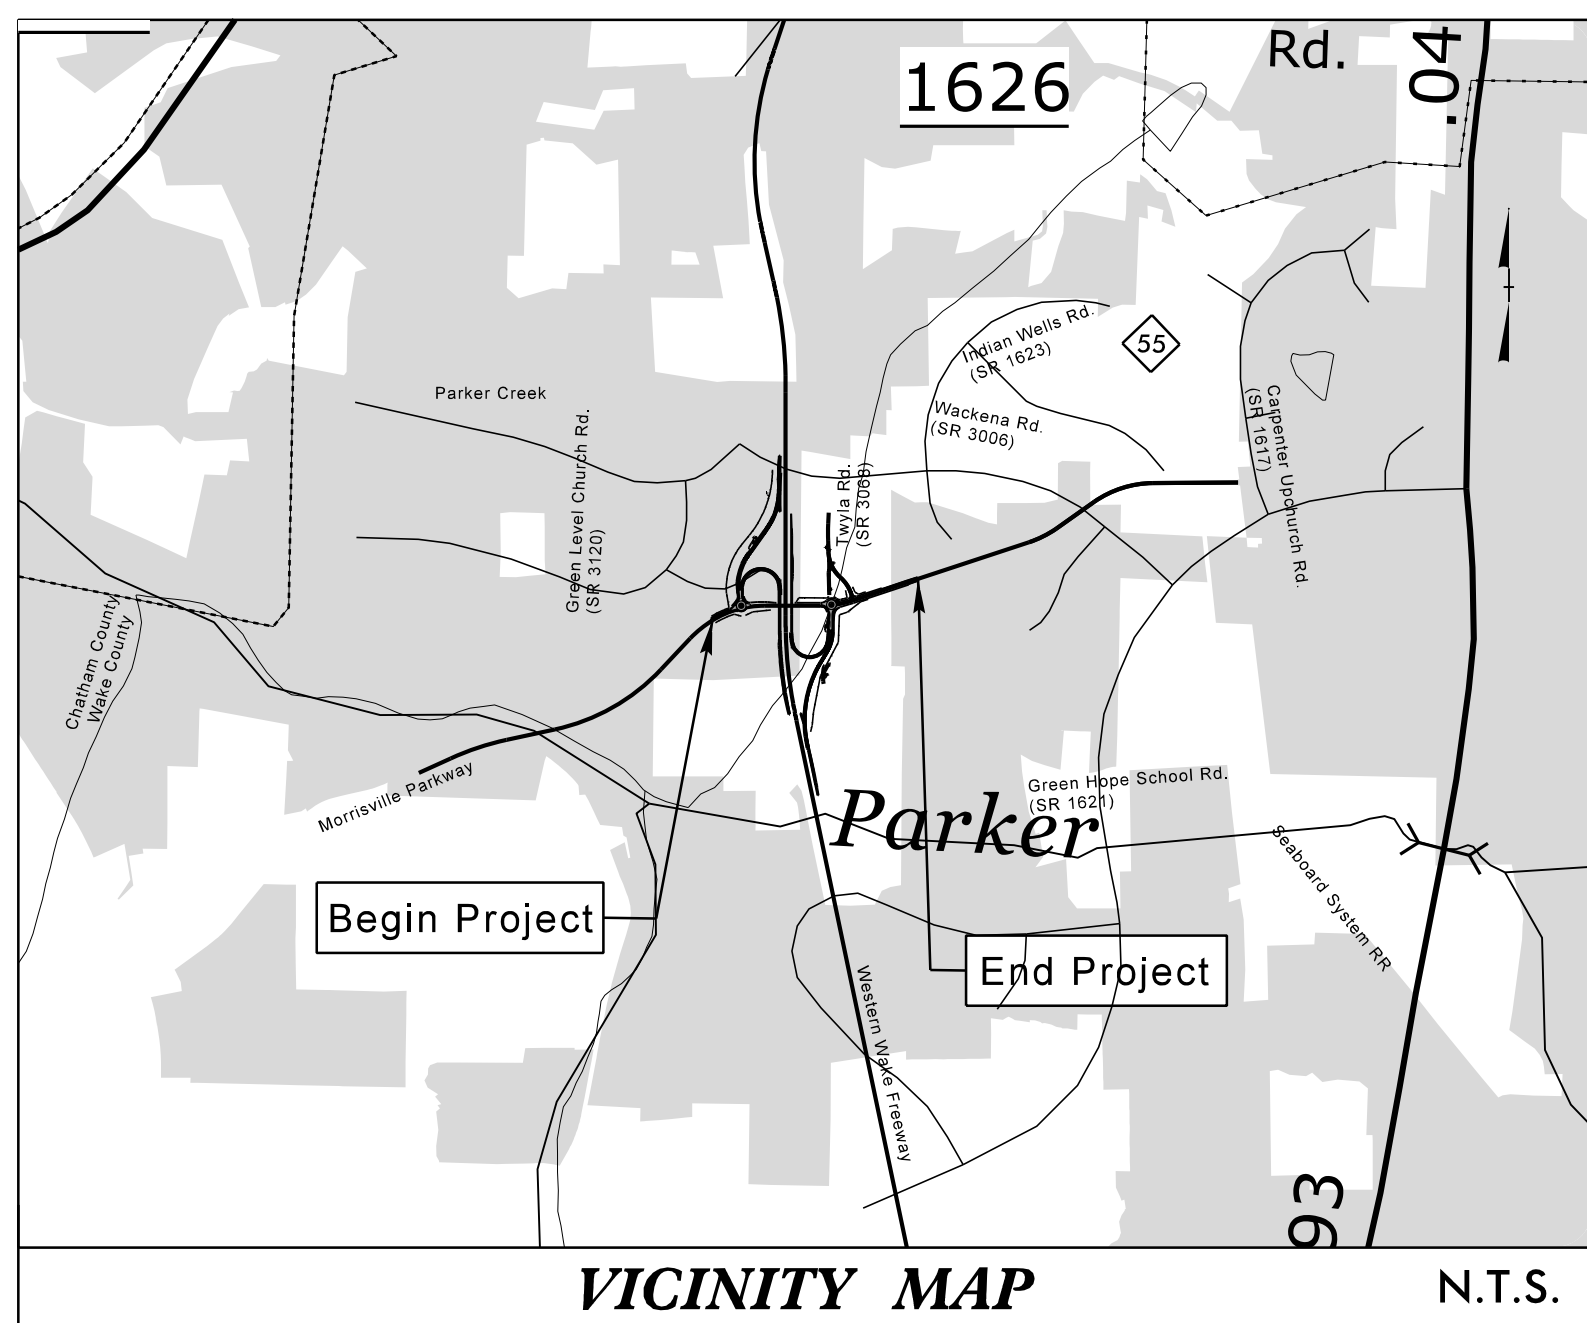 Rd.
.04
1626
Indian Wells Rd.
(SR 1623)
55
Parker Creek
Green Level Church Rd.
(SR 3120)
Wackena Rd.
(SR 3006)
Carpenter Upchurch Rd.
(SR 1617)
Twyla Rd.
(SR 3068)
Chatham County
Wake County
Morrisville Parkway
Green Hope School Rd.
(SR 1621)
Parker
Seaboard System RR
Begin Project
End Project
Western Wake Freeway
93
VICINITY MAP
N.T.S.